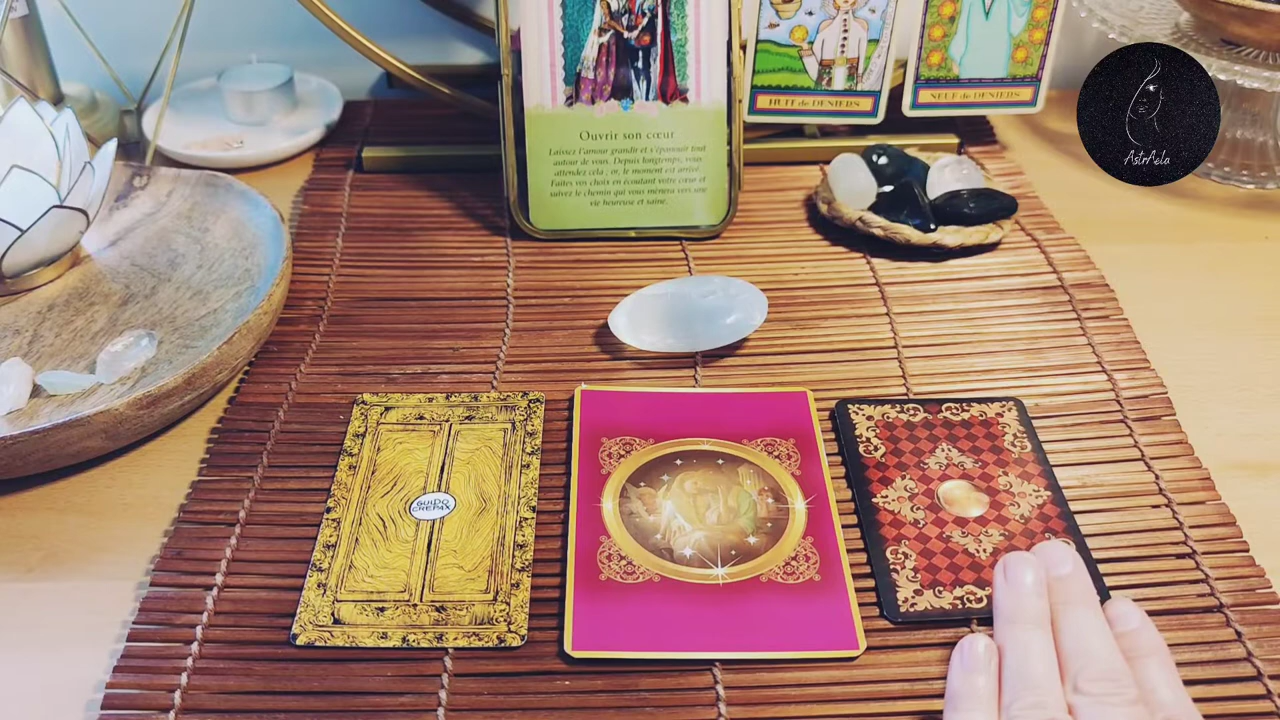 Ouvrir son cœur
Laissez l'amour grandir et s'épanouir tout
autour de vous. Depuis longtemps, vous
attendez cela ; or, le moment est arrivé.
Faites vos choix en écoutant votre cœur et
suivez le chemin qui vous mènera vers une
vie heureuse et saine.
HUIT de DENIERS
NEUF de DENIERS
AstrAela
GUIDO
CREPAX